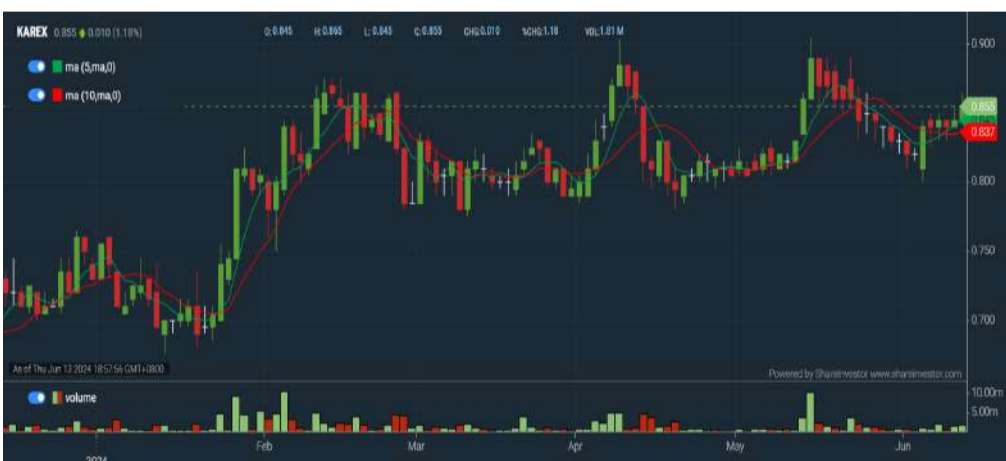 KAREX 0.855 0.010 (1.18%) O:0.845 H:0.865 L:0.845 C:0.855 CHG:0.010 %CHG:1.18 VOL:1.81 M
ma (5,ma,0)
ma (10,ma,0)
0.900
0.855
0.837
0.800
0.750
0.700
As of Thu Jun 13 2024 18:57:56 GMT+0800
Powered by ShareInvestor www.shareinvestor.com
volume
10.00m
5.00m
Feb Mar Apr May Jun
2024